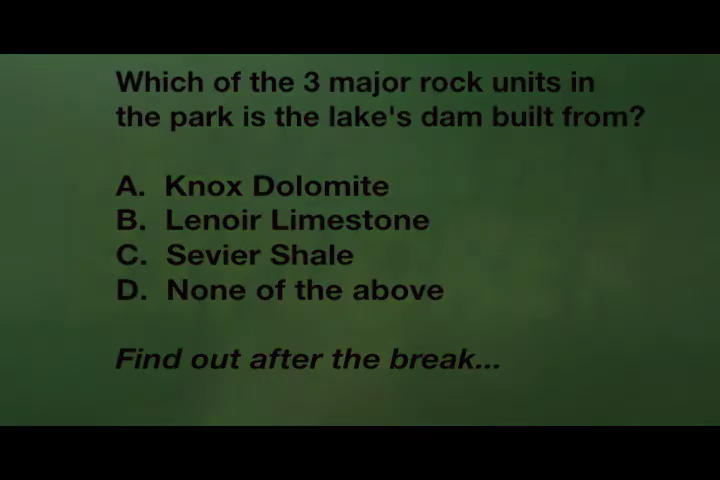 Which of the 3 major rock units in
the park is the lake's dam built from?
A. Knox Dolomite
B. Lenoir Limestone
C. Sevier Shale
D. None of the above
Find out after the break...